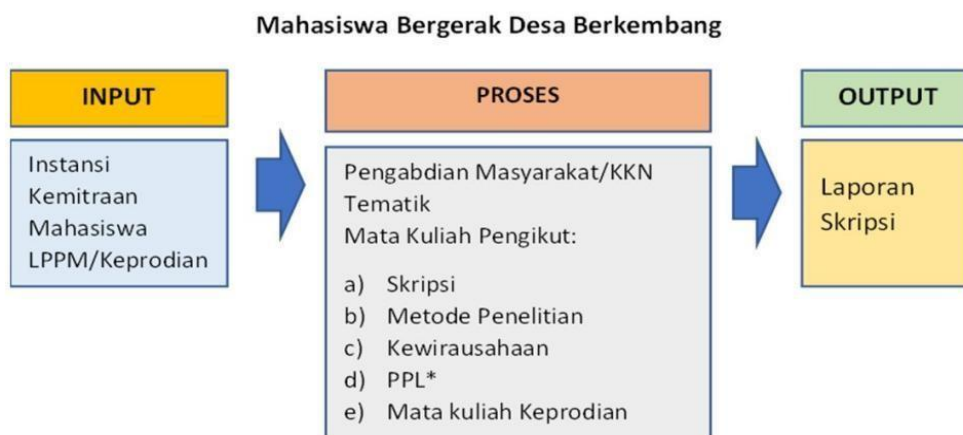 Mahasiswa Bergerak Desa Berkembang
INPUT
Instansi
Kemitraan
Mahasiswa
LPPM/Keprodian
PROSES
Pengabdian Masyarakat/KKN
Tematik
Mata Kuliah Pengikut:
a) Skripsi
b) Metode Penelitian
c) Kewirausahaan
d) PPL*
e) Mata kuliah Keprodian
OUTPUT
Laporan
Skripsi